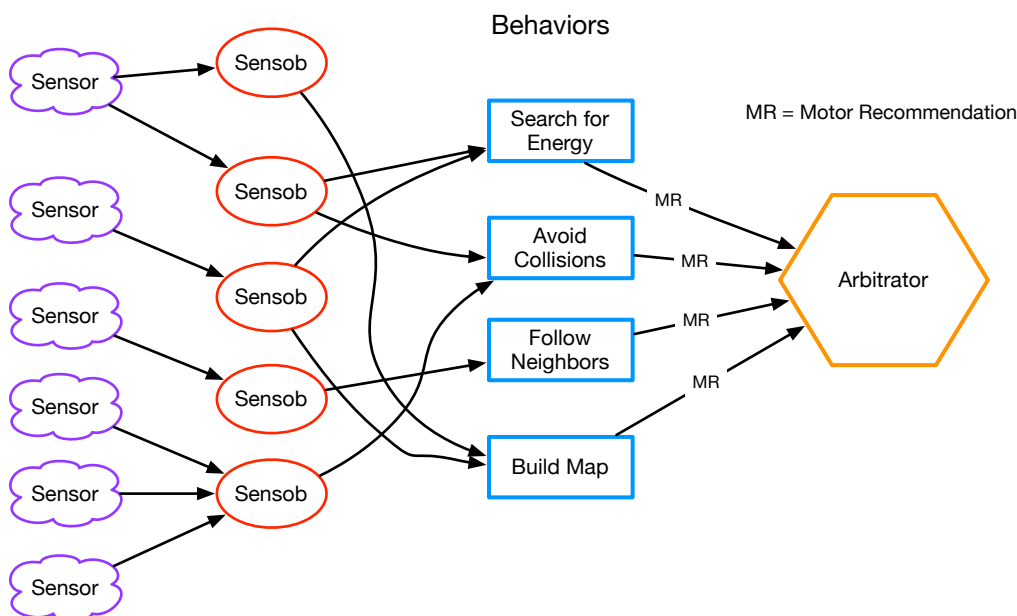 Behaviors
MR = Motor Recommendation
Sensor
Sensor
Sensor
Sensor
Sensor
Sensor
Sensob
Sensob
Sensob
Sensob
Sensob
Search for
Energy
Avoid
Collisions
Follow
Neighbors
Build Map
MR
MR
MR
MR
Arbitrator